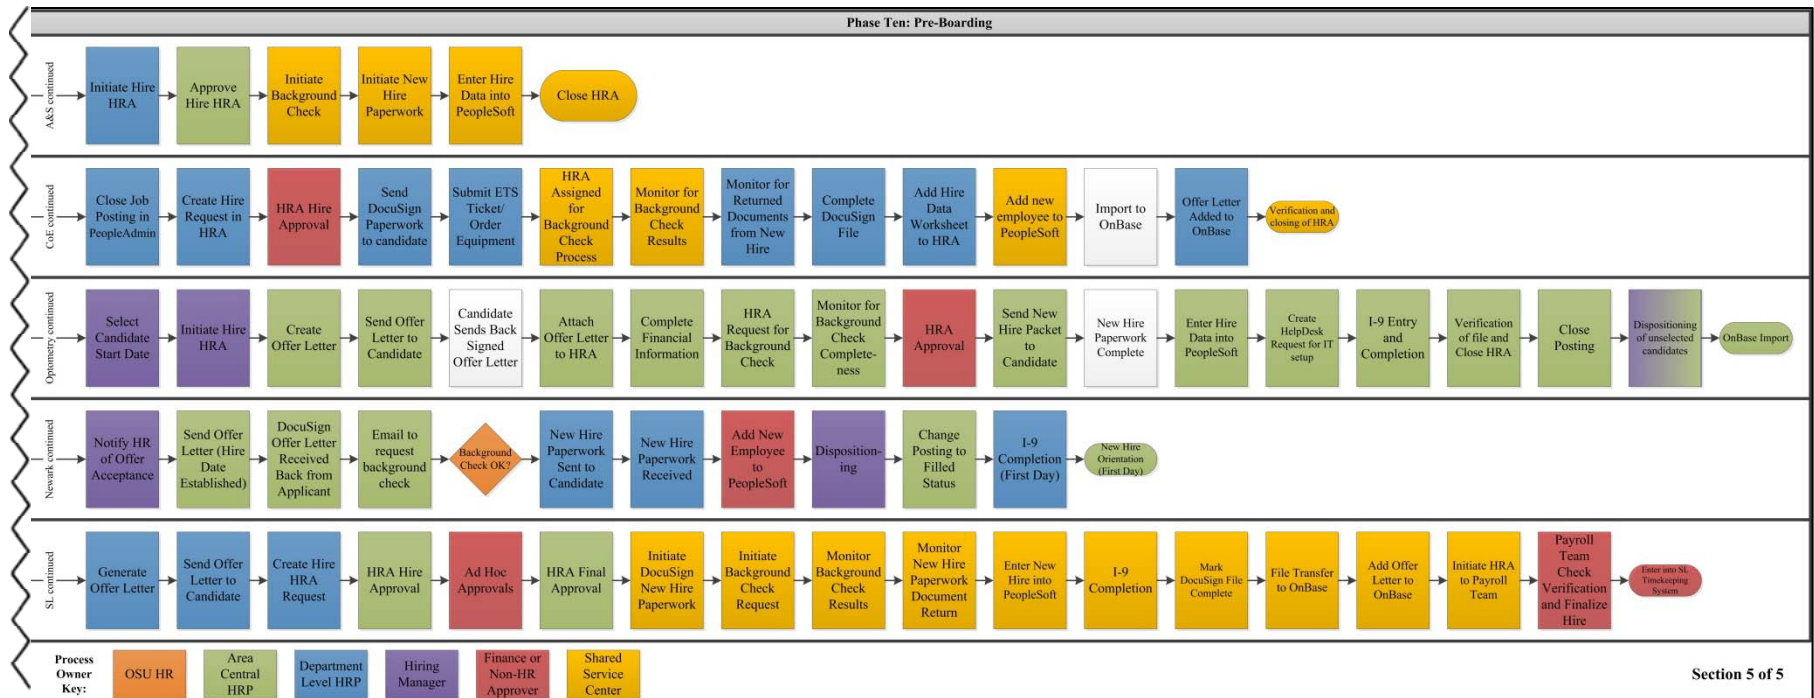 Phase Ten: Pre-Boarding
A&S continued
Initiate Hire
HRA
Approve
Hire HRA
Initiate
Background
Check
Initiate New
Hire
Paperwork
Enter Hire
Data into
PeopleSoft
Close HRA
CoE continued
Close Job
Posting in
PeopleAdmin
Create Hire
Request in
HRA
HRA Hire
Approval
Send
DocuSign
Paperwork
to candidate
Submit ETS
Ticket/
Order
Equipment
HRA
Assigned
for
Background
Check
Process
Monitor for
Background
Check
Results
Monitor for
Returned
Documents
from New
Hire
Complete
DocuSign
File
Add Hire
Data
Worksheet
to HRA
Add new
employee to
PeopleSoft
Import to
OnBase
Offer Letter
Added to
OnBase
Verification and
closing of HRA
Optometry continued
Select
Candidate
Start Date
Initiate Hire
HRA
Create
Offer Letter
Send Offer
Letter to
Candidate
Candidate
Sends Back
Signed
Offer Letter
Attach
Offer Letter
to HRA
Complete
Financial
Information
HRA
Request for
Background
Check
Monitor for
Background
Check
Complete-
ness
HRA
Approval
Send New
Hire Packet
to
Candidate
New Hire
Paperwork
Complete
Enter Hire
Data into
PeopleSoft
Create
HelpDesk
Request for IT
setup
I-9 Entry
and
Completion
Verification
of file and
Close HRA
Close
Posting
Dispositioning
of unselected
candidates
OnBase Import
Newark continued
Notify HR
of Offer
Acceptance
Send Offer
Letter (Hire
Date
Established)
DocuSign
Offer Letter
Received
Back from
Applicant
Email to
request
background
check
Background
Check OK?
New Hire
Paperwork
Sent to
Candidate
New Hire
Paperwork
Received
Add New
Employee
to
PeopleSoft
Disposition-
ing
Change
Posting to
Filled
Status
I-9
Completion
(First Day)
New Hire
Orientation
(First Day)
SL continued
Generate
Offer Letter
Send Offer
Letter to
Candidate
Create Hire
HRA
Request
HRA Hire
Approval
Ad Hoc
Approvals
HRA Final
Approval
Initiate
DocuSign
New Hire
Paperwork
Initiate
Background
Check
Request
Monitor
Background
Check
Results
Monitor
New Hire
Paperwork
Document
Return
Enter New
Hire into
PeopleSoft
I-9
Completion
Mark
DocuSign File
Complete
File Transfer
to OnBase
Add Offer
Letter to
OnBase
Initiate HRA
to Payroll
Team
Payroll
Team
Check
Verification
and Finalize
Hire
Enter into SL
Timekeeping
System
Process
Owner
Key:
OSU HR
Area
Central
HRP
Department
Level HRP
Hiring
Manager
Finance or
Non-HR
Approver
Shared
Service
Center
Section 5 of 5